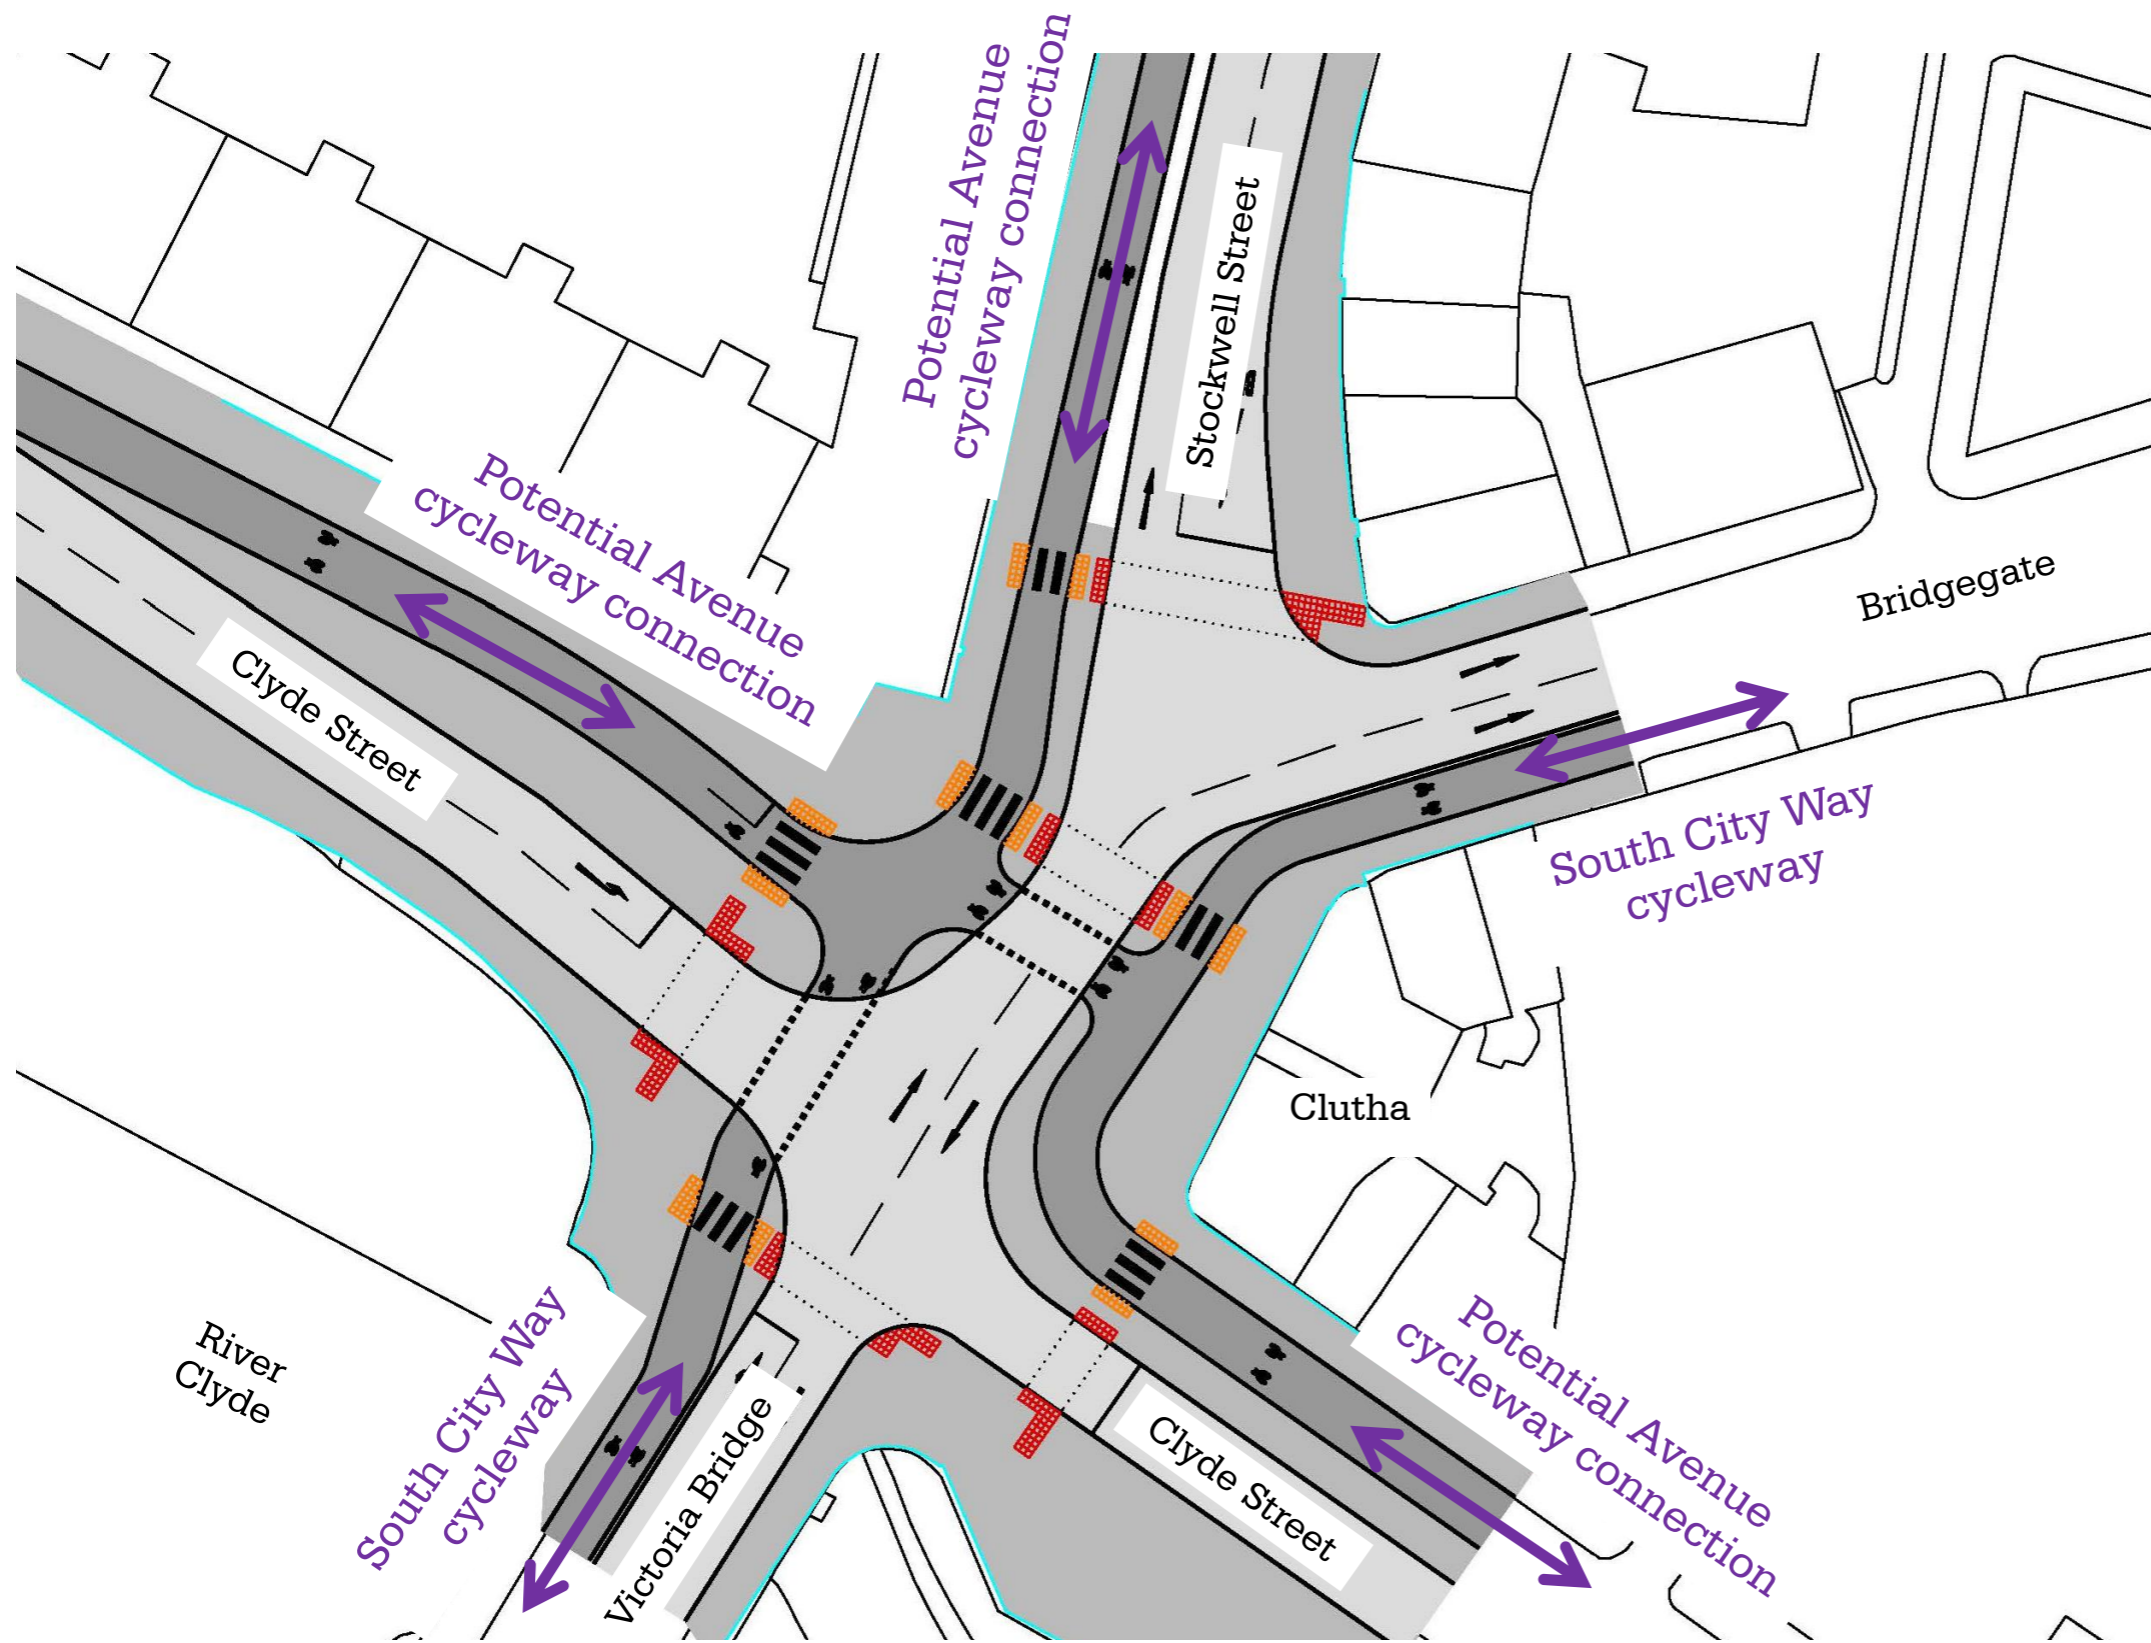 Potential Avenue
cycleway connection
Stockwell Street
Potential Avenue
cycleway connection
Clyde Street
Bridgegate
South City Way
cycleway
Clutha
River
Clyde
South City Way
cycleway
Victoria Bridge
Clyde Street
Potential Avenue
cycleway connection